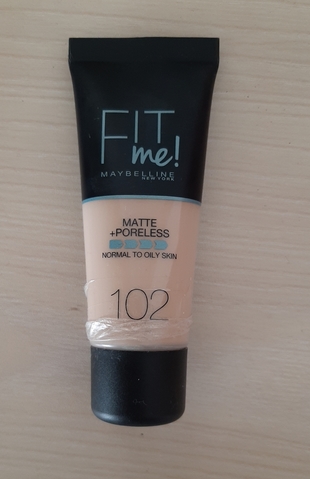 FIT
me!
MAYBELLINE
NEW YORK
MATTE
+PORELESS
NORMAL TO OILY SKIN
102